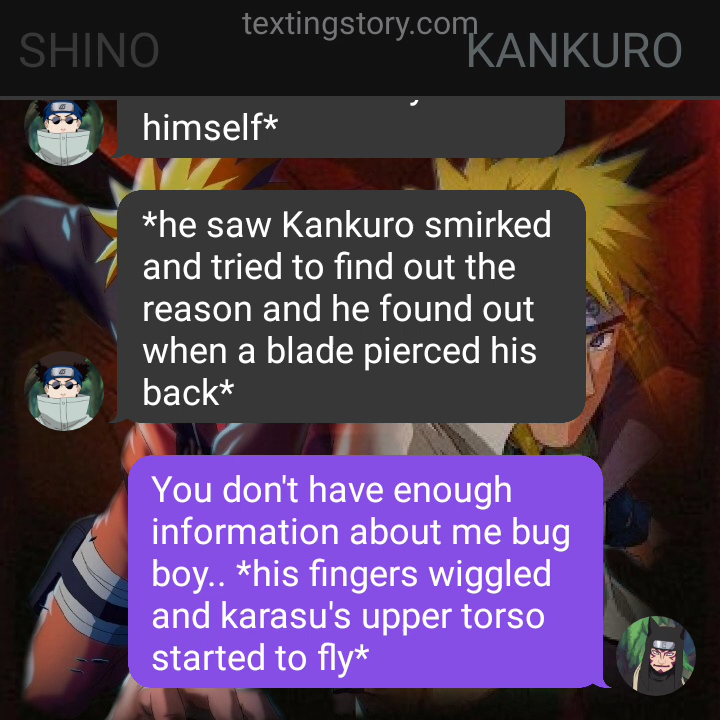 textingstory.com
SHINO
KANKURO
himself*
*he saw Kankuro smirked
and tried to find out the
reason and he found out
when a blade pierced his
back*
You don't have enough
information about me bug
boy.. *his fingers wiggled
and karasu's upper torso
started to fly*